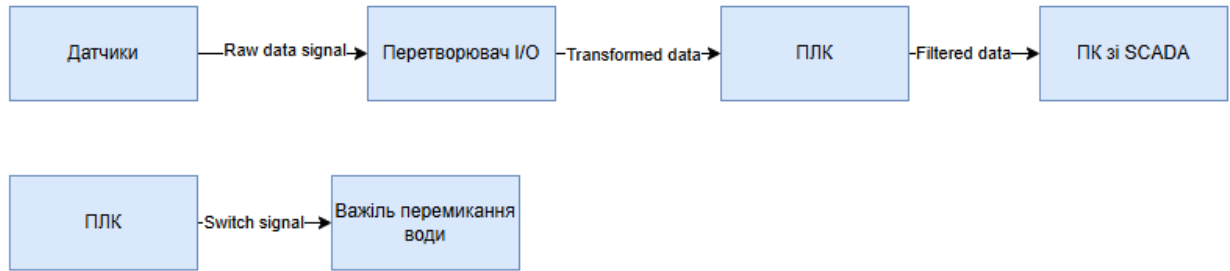 Датчики
Raw data signal
Перетворювач I/O
Transformed data
ПЛК
Filtered data
ПК зі SCADA
ПЛК
Switch signal
Важіль перемикання
води